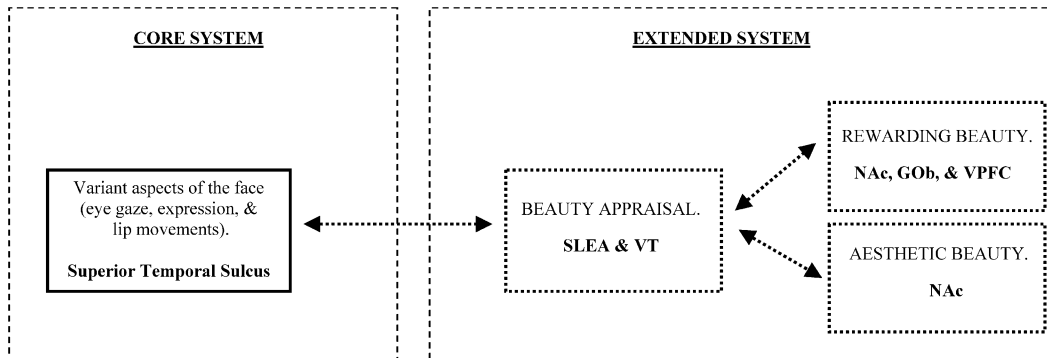 CORE SYSTEM
Variant aspects of the face
(eye gaze, expression, &
lip movements).
Superior Temporal Sulcus
EXTENDED SYSTEM
BEAUTY APPRAISAL.
SLEA & VT
REWARDING BEAUTY.
NAc, GOb, & VPFC
AESTHETIC BEAUTY.
NAc